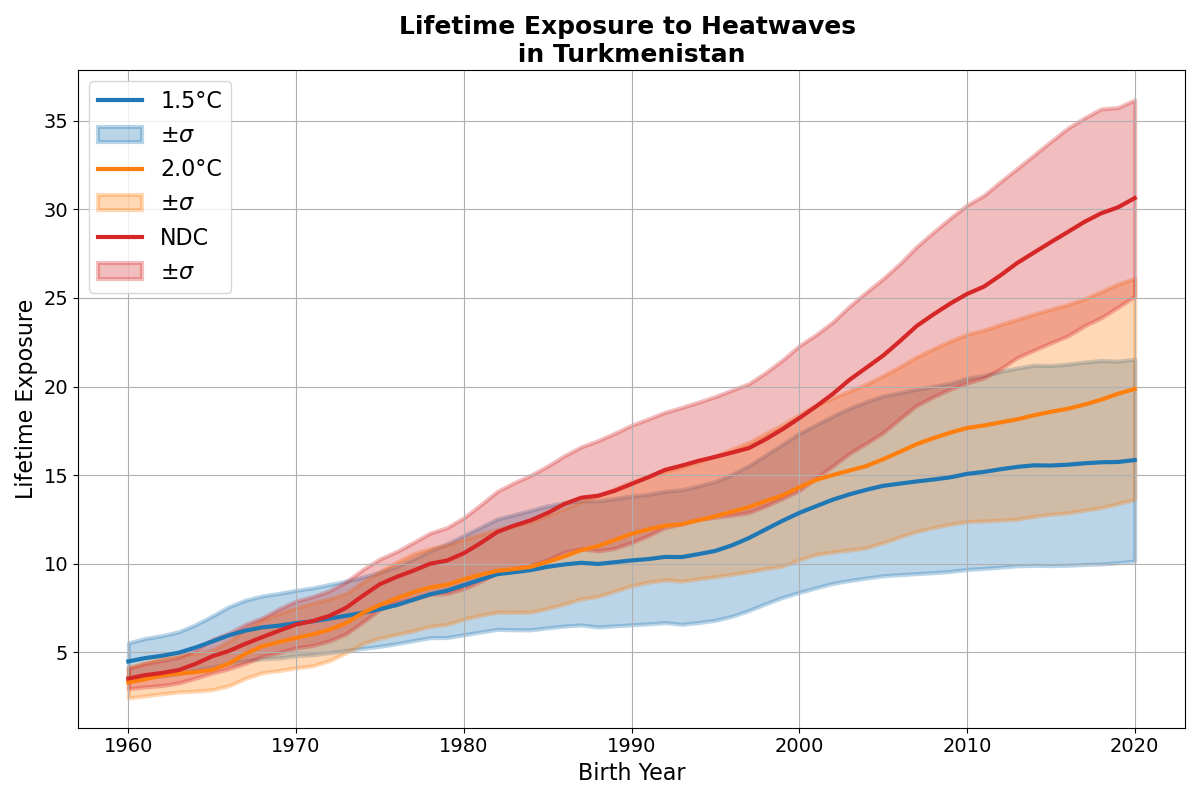 Lifetime Exposure to Heatwaves
in Turkmenistan
1.5°C
±σ
2.0°C
±σ
NDC
±σ
Lifetime Exposure
35
30
25
20
15
10
5
1960 1970 1980 1990 2000 2010 2020
Birth Year